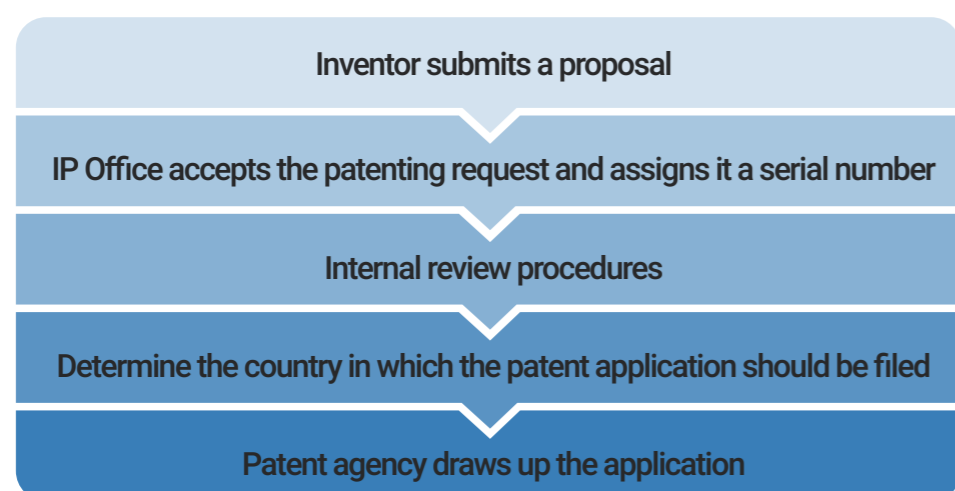 Inventor submits a proposal
IP Office accepts the patenting request and assigns it a serial number
Internal review procedures
Determine the country in which the patent application should be filed
Patent agency draws up the application